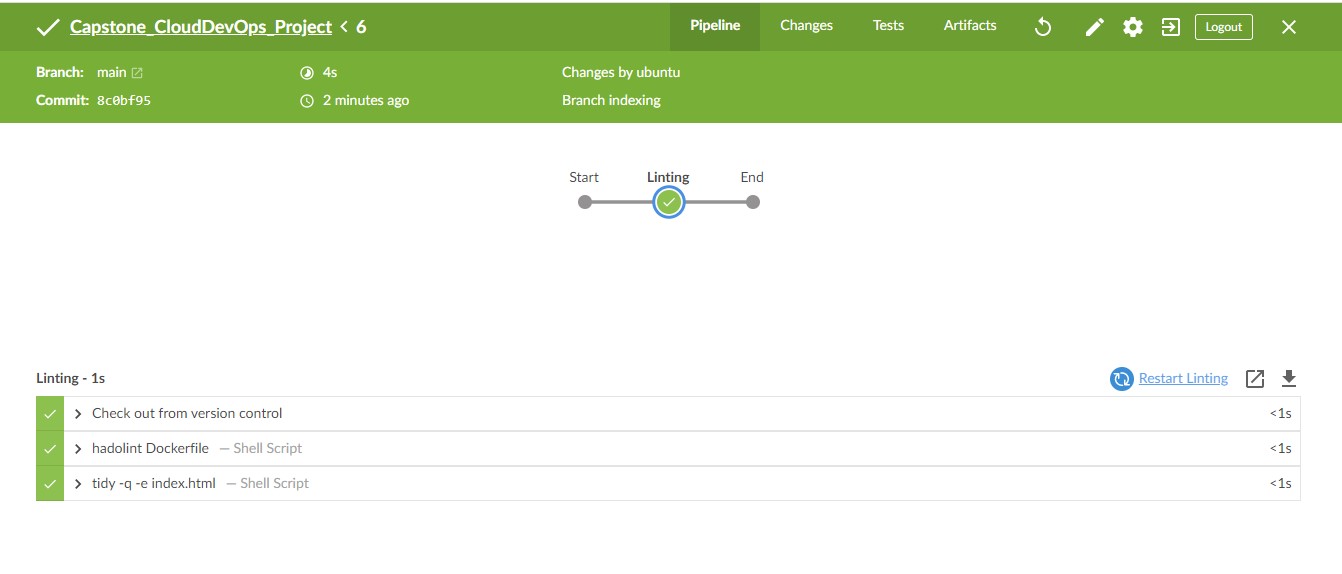 Capstone_CloudDevOps_Project < 6 Pipeline Changes Tests Artifacts Logout
Branch: main 4s Changes by ubuntu
Commit: 8c0bf95 2 minutes ago Branch indexing
Start Linting End
Linting - 1s Restart Linting
Check out from version control <1s
hadolint Dockerfile — Shell Script <1s
tidy -q -e index.html — Shell Script <1s